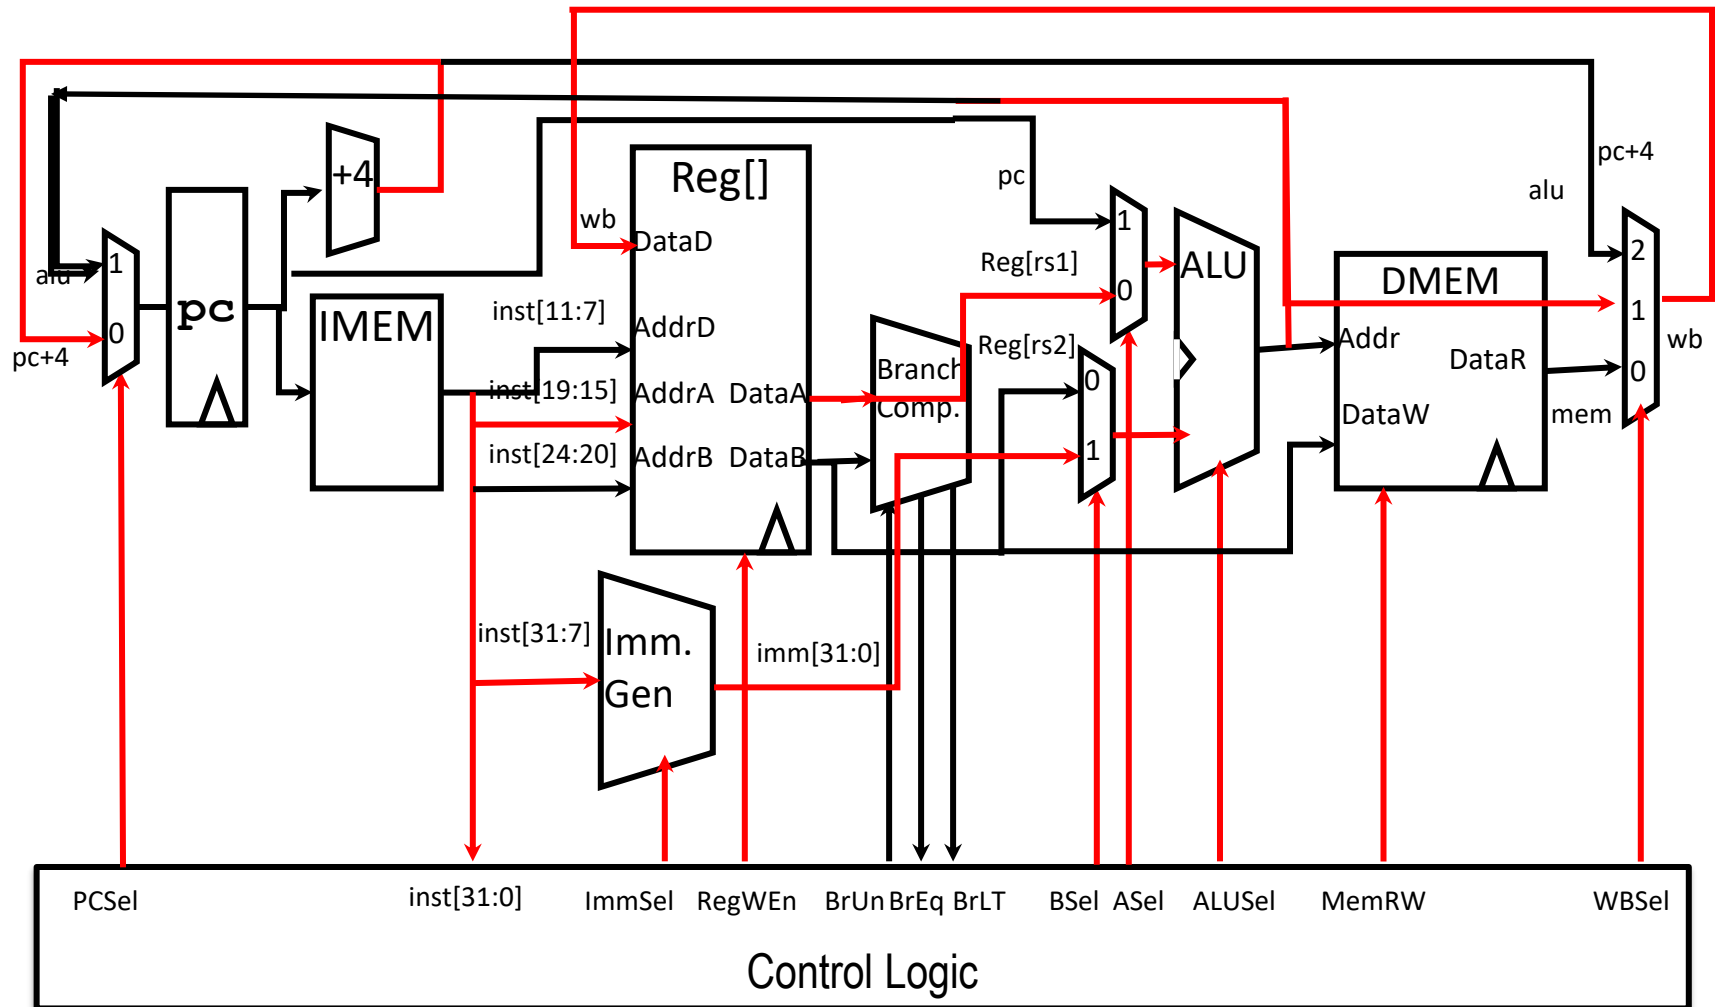 pc+4
alu
+4
Reg[]
pc
wb
DataD
1
2
alu
pc
Reg[rs1]
ALU
DMEM
1
0
IMEM
inst[11:7]
AddrD
0
1
pc+4
Reg[rs2]
Addr
wb
Branch
Comp.
DataR
0
0
inst[19:15]
AddrA
DataA
DataW
mem
inst[24:20]
AddrB
DataB
1
inst[31:7]
Imm.
Gen
imm[31:0]
PCSel
inst[31:0]
ImmSel
RegWEn
BrUn
BrEq
BrLT
BSel
ASel
ALUSel
MemRW
WBSel
Control Logic